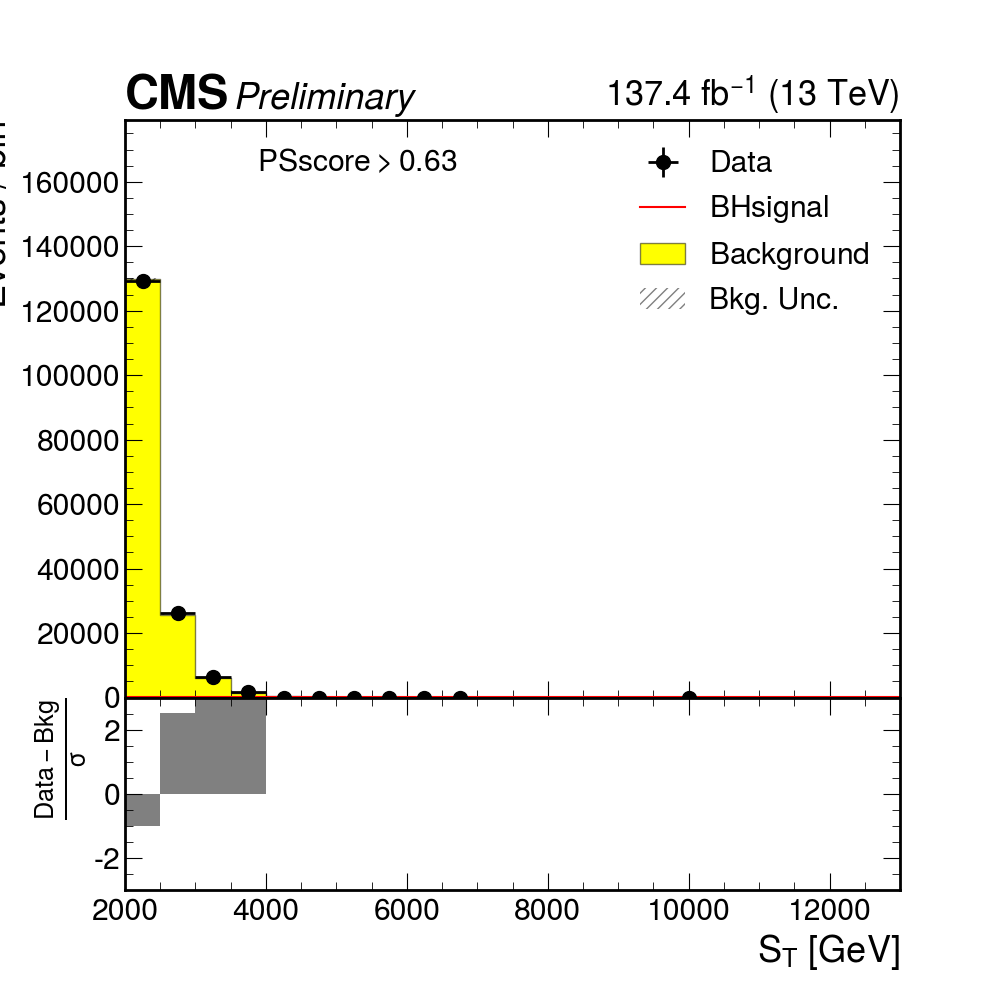 CMS Preliminary 137.4 fb⁻¹ (13 TeV)
PSscore > 0.63
Data
BHsignal
Background
Bkg. Unc.
160000
140000
120000
100000
80000
60000
40000
20000
0
Data – Bkg
σ
2
0
-2
2000 4000 6000 8000 10000 12000
S_T [GeV]